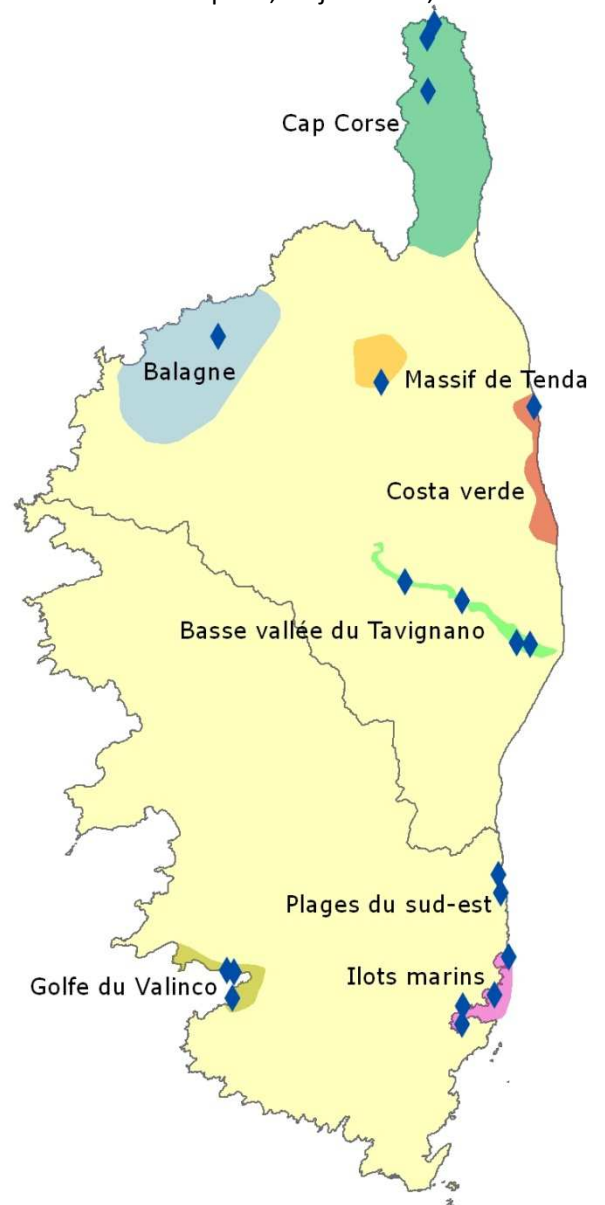 Cap Corse
Balagne
Massif de Tenda
Costa verde
Basse vallée du Tavignano
Plages du sud-est
Ilots marins
Golfe du Valinco